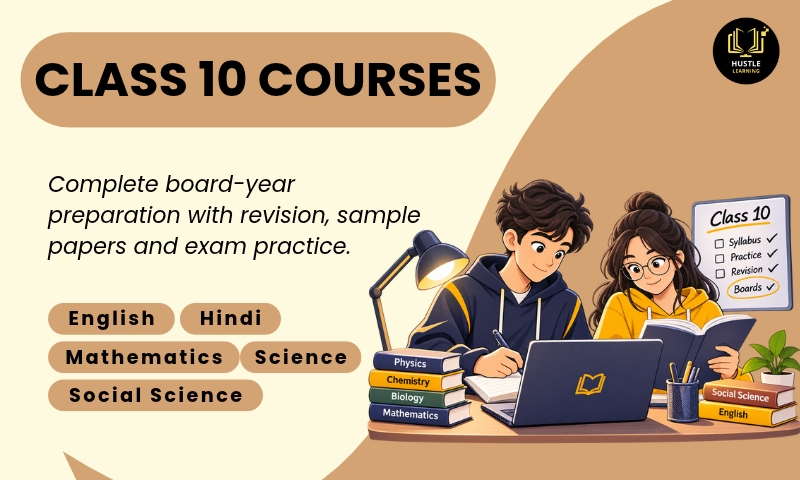 CLASS 10 COURSES
HUSTLE
LEARNING
Complete board-year
preparation with revision, sample
papers and exam practice.
English Hindi
Mathematics Science
Social Science
Class 10
Syllabus ✓
Practice ✓
Revision ✓
Boards ✓
Physics
Chemistry
Biology
Mathematics
Social Science
English